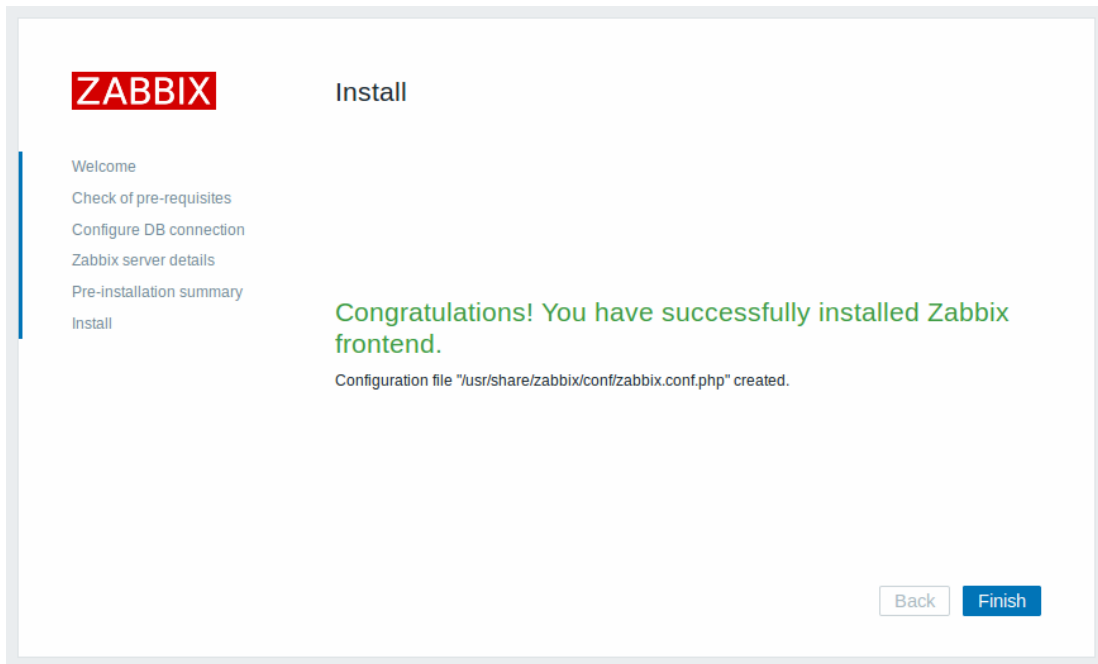 ZABBIX
Install
Welcome
Check of pre-requisites
Configure DB connection
Zabbix server details
Pre-installation summary
Install
Congratulations! You have successfully installed Zabbix
frontend.
Configuration file "/usr/share/zabbix/conf/zabbix.conf.php" created.
Back
Finish